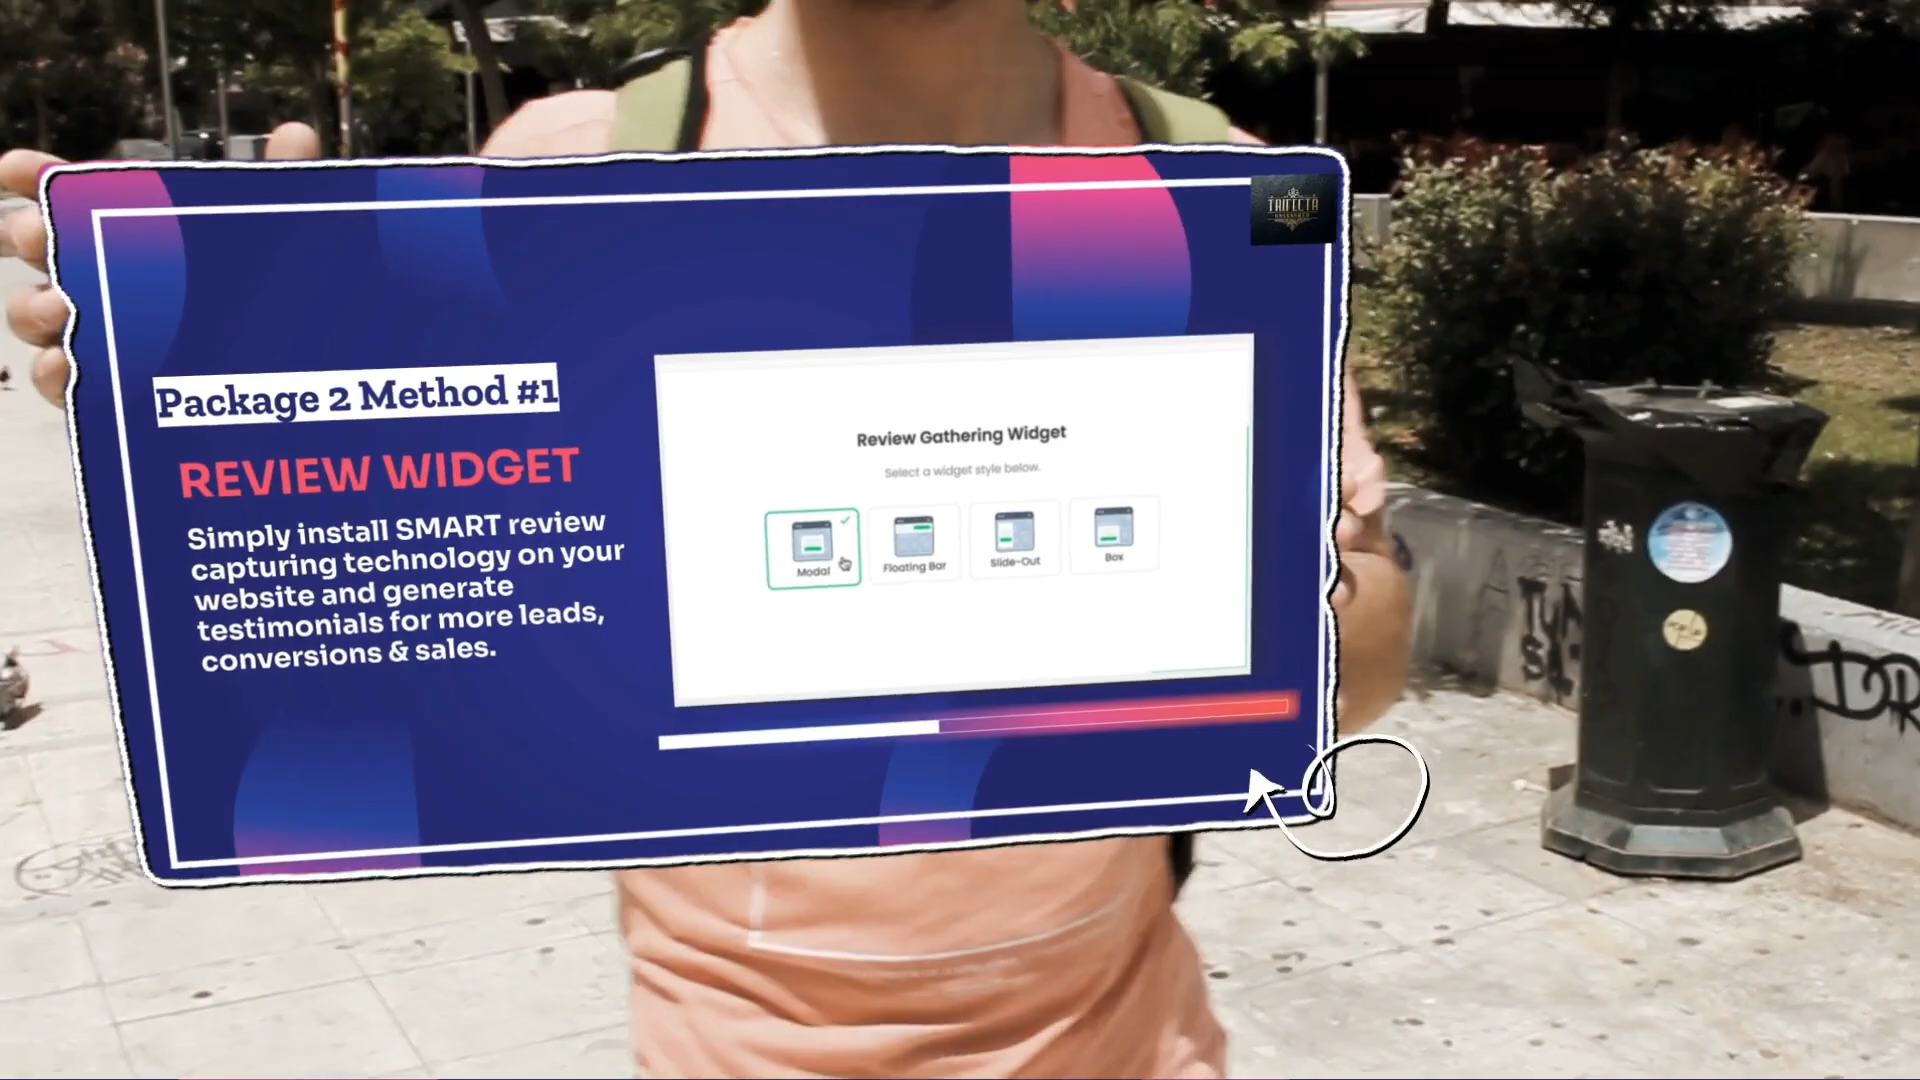 TRIFECTA
Package 2 Method #1
REVIEW WIDGET
Simply install SMART review
capturing technology on your
website and generate
testimonials for more leads,
conversions & sales.
Review Gathering Widget
Select a widget style below.
Modal
Floating Bar
Slide-Out
Box